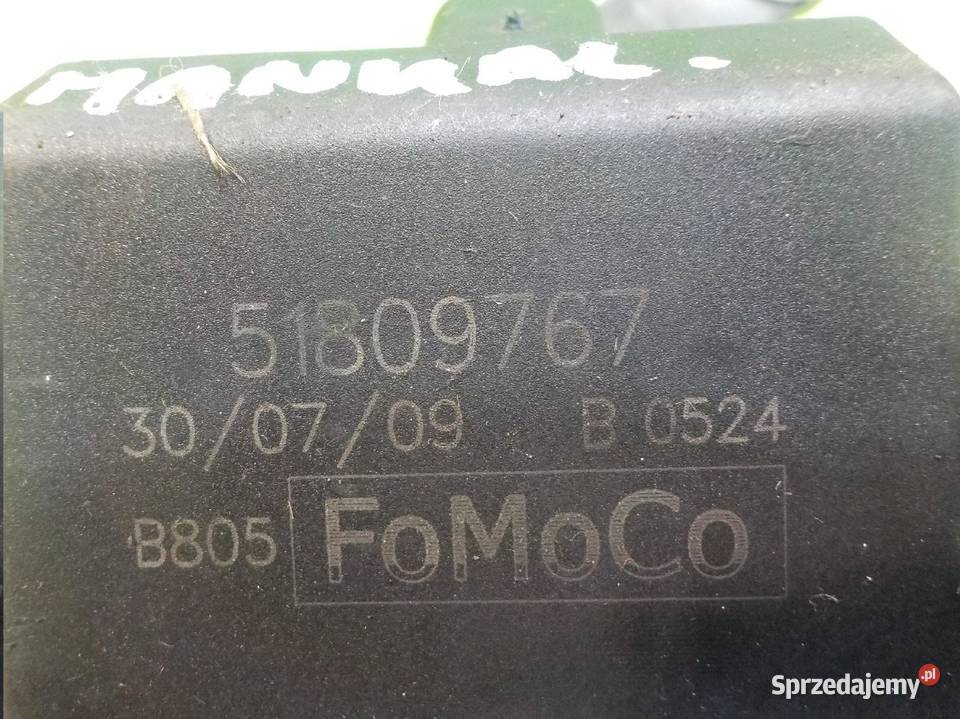 MANUAL.
51809767
30/07/09 B 0524
B805 FoMoCo
Sprzedajemy.pl